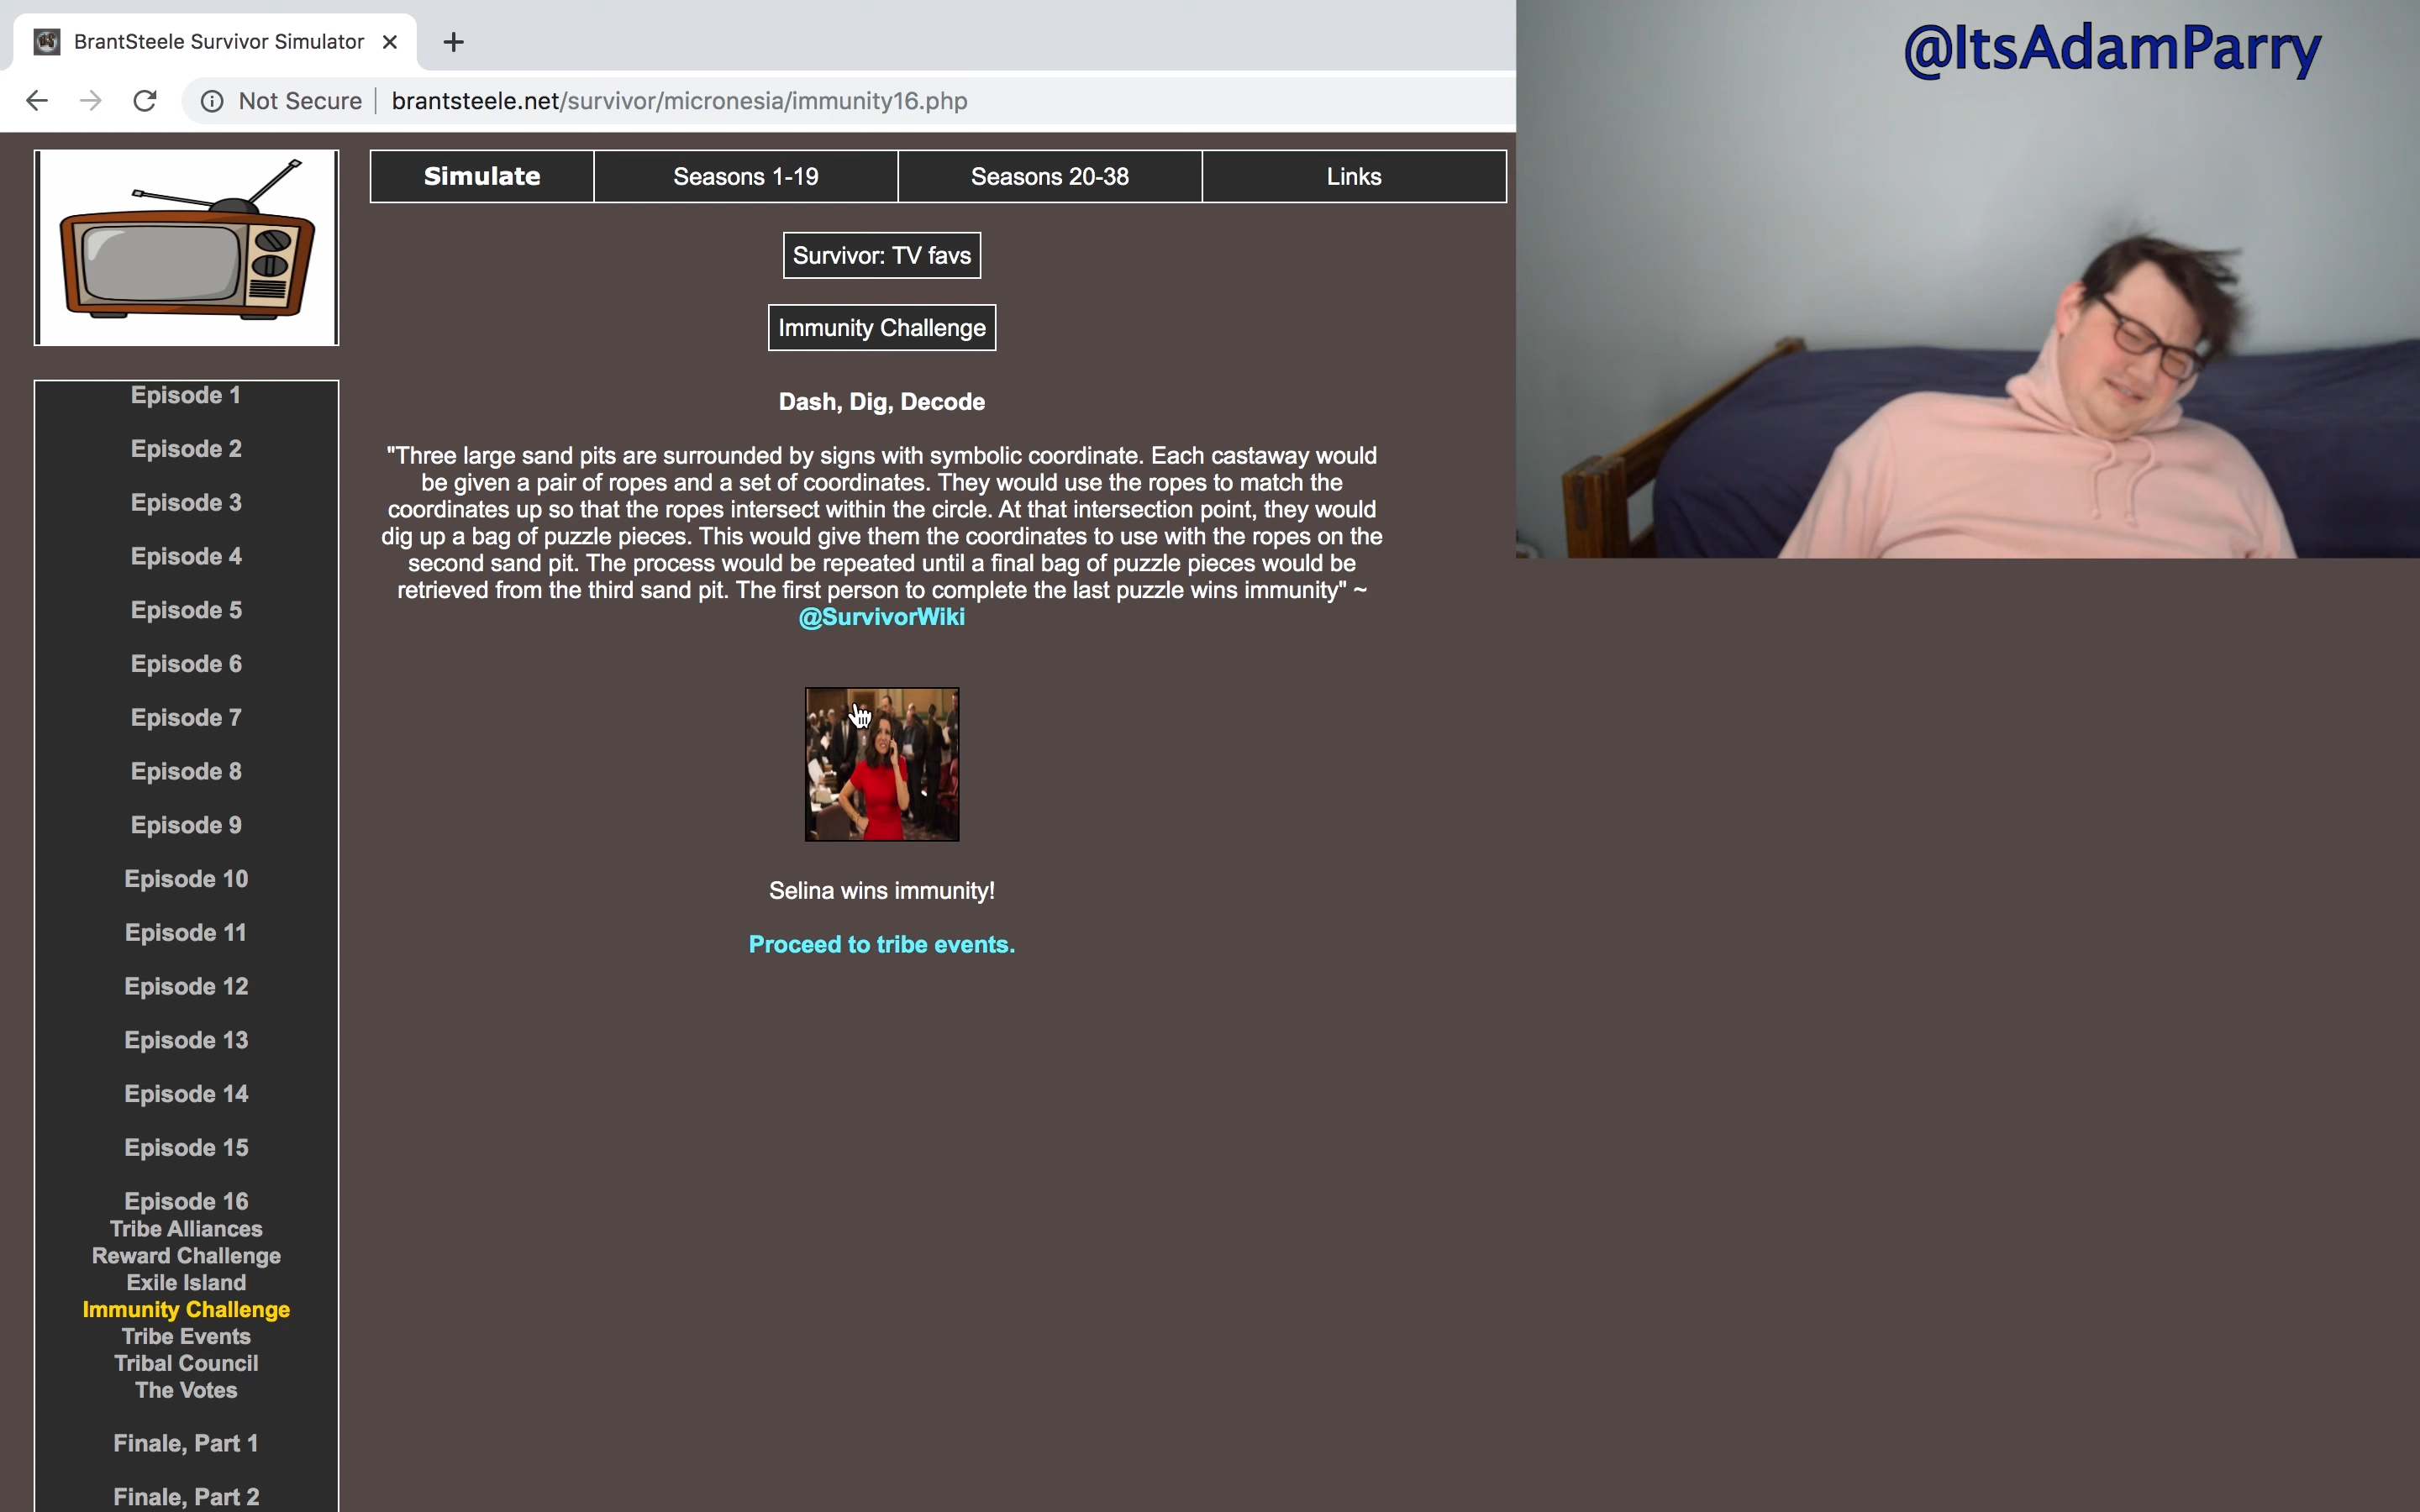 BrantSteele Survivor Simulator
Not Secure
brantsteele.net/survivor/micronesia/immunity16.php
@ItsAdamParry
Simulate
Seasons 1-19
Seasons 20-38
Links
Survivor: TV favs
Immunity Challenge
Dash, Dig, Decode
"Three large sand pits are surrounded by signs with symbolic coordinate. Each castaway would
be given a pair of ropes and a set of coordinates. They would use the ropes to match the
coordinates up so that the ropes intersect within the circle. At that intersection point, they would
dig up a bag of puzzle pieces. This would give them the coordinates to use with the ropes on the
second sand pit. The process would be repeated until a final bag of puzzle pieces would be
retrieved from the third sand pit. The first person to complete the last puzzle wins immunity" ~
@SurvivorWiki
Selina wins immunity!
Proceed to tribe events.
Episode 1
Episode 2
Episode 3
Episode 4
Episode 5
Episode 6
Episode 7
Episode 8
Episode 9
Episode 10
Episode 11
Episode 12
Episode 13
Episode 14
Episode 15
Episode 16
Tribe Alliances
Reward Challenge
Exile Island
Immunity Challenge
Tribe Events
Tribal Council
The Votes
Finale, Part 1
Finale, Part 2